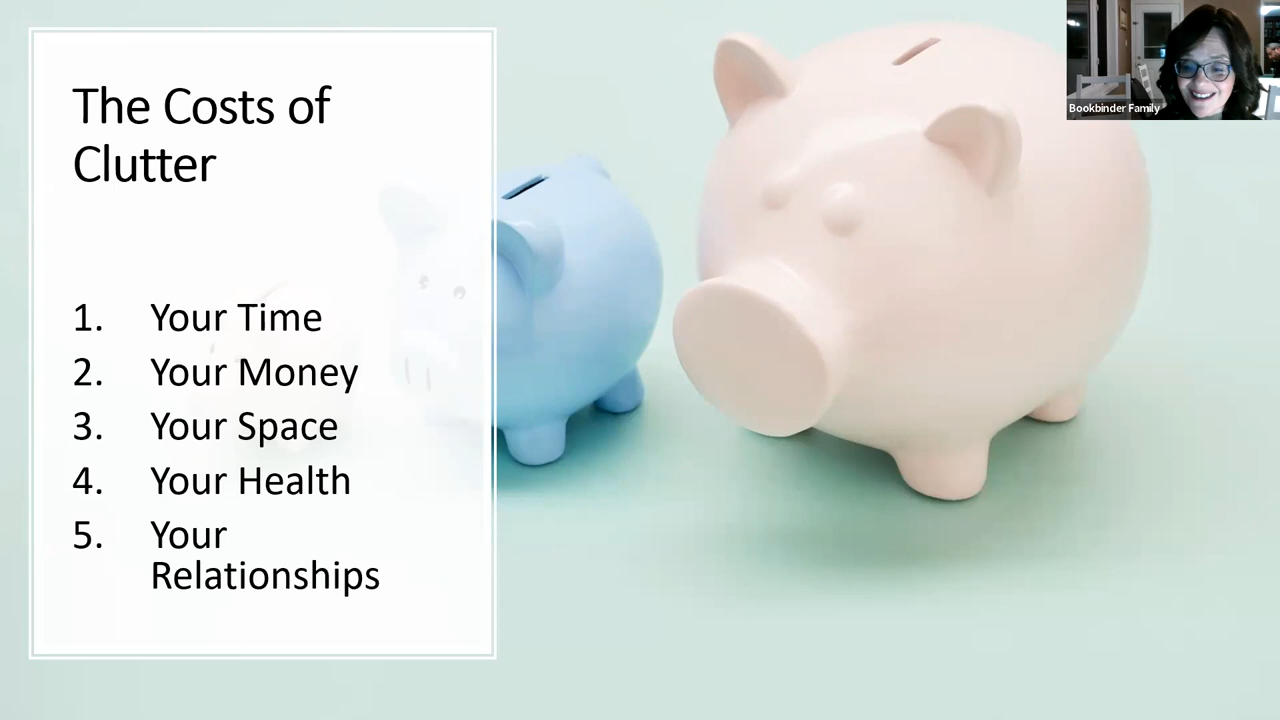 The Costs of
Clutter
1. Your Time
2. Your Money
3. Your Space
4. Your Health
5. Your
Relationships
Bookbinder Family